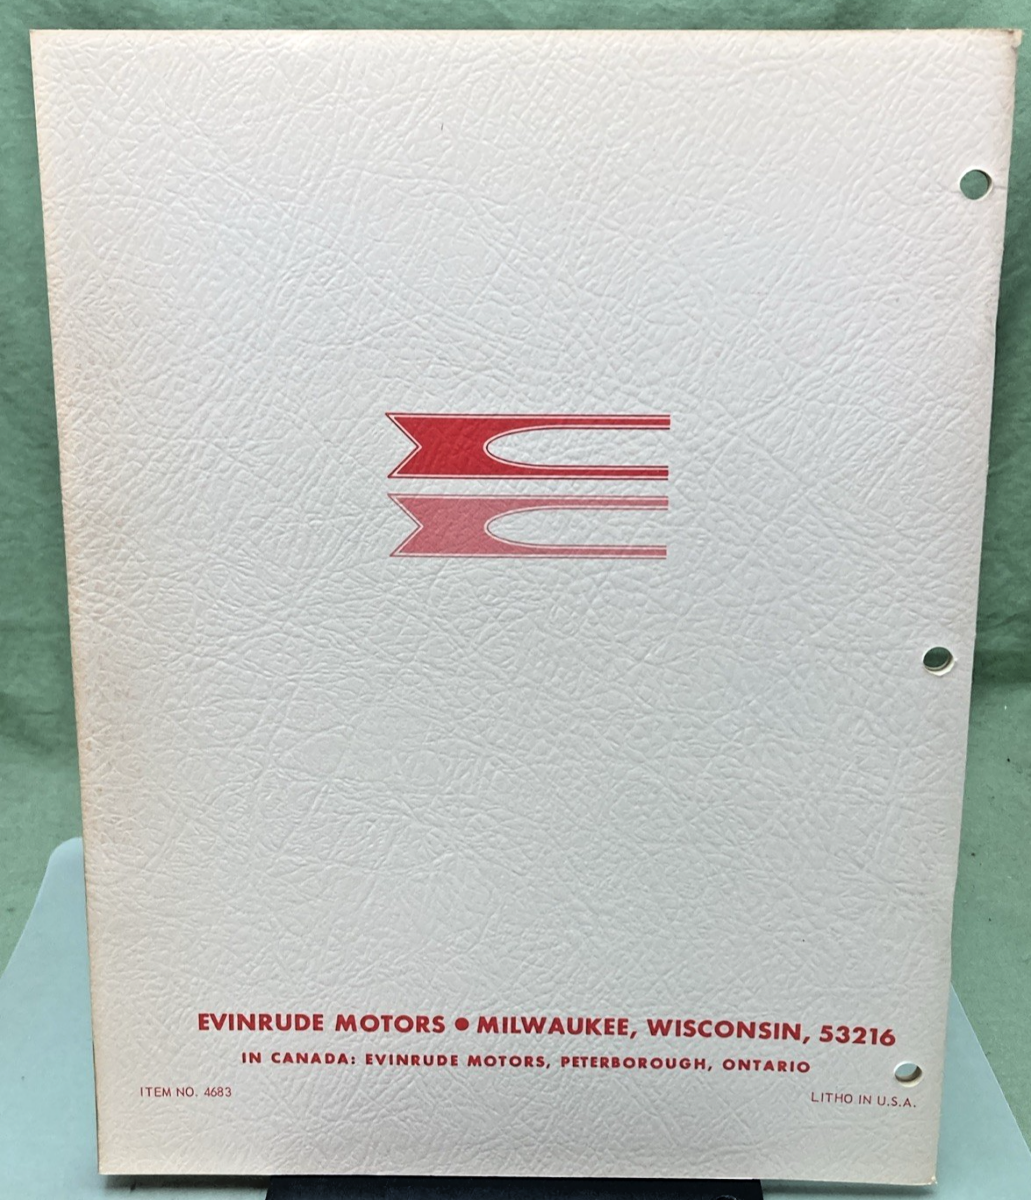 EVINRUDE MOTORS ● MILWAUKEE, WISCONSIN, 53216
IN CANADA: EVINRUDE MOTORS, PETERBOROUGH, ONTARIO
ITEM NO. 4683
LITHO IN U.S.A.